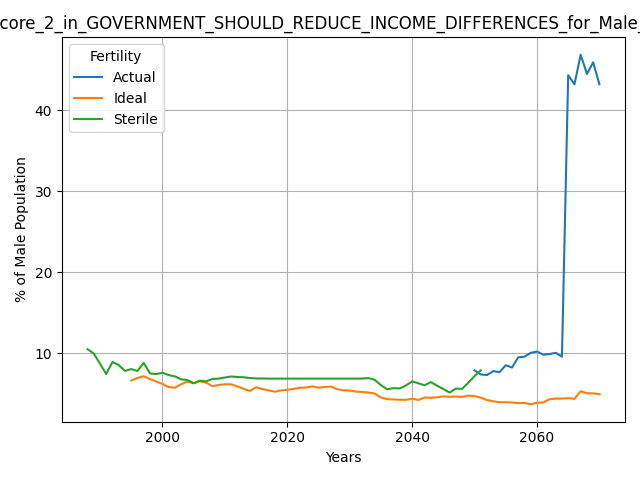 core_2_in_GOVERNMENT_SHOULD_REDUCE_INCOME_DIFFERENCES_for_Male_
Fertility
Actual
Ideal
Sterile
40
30
20
10
% of Male Population
2000 2020 2040 2060
Years